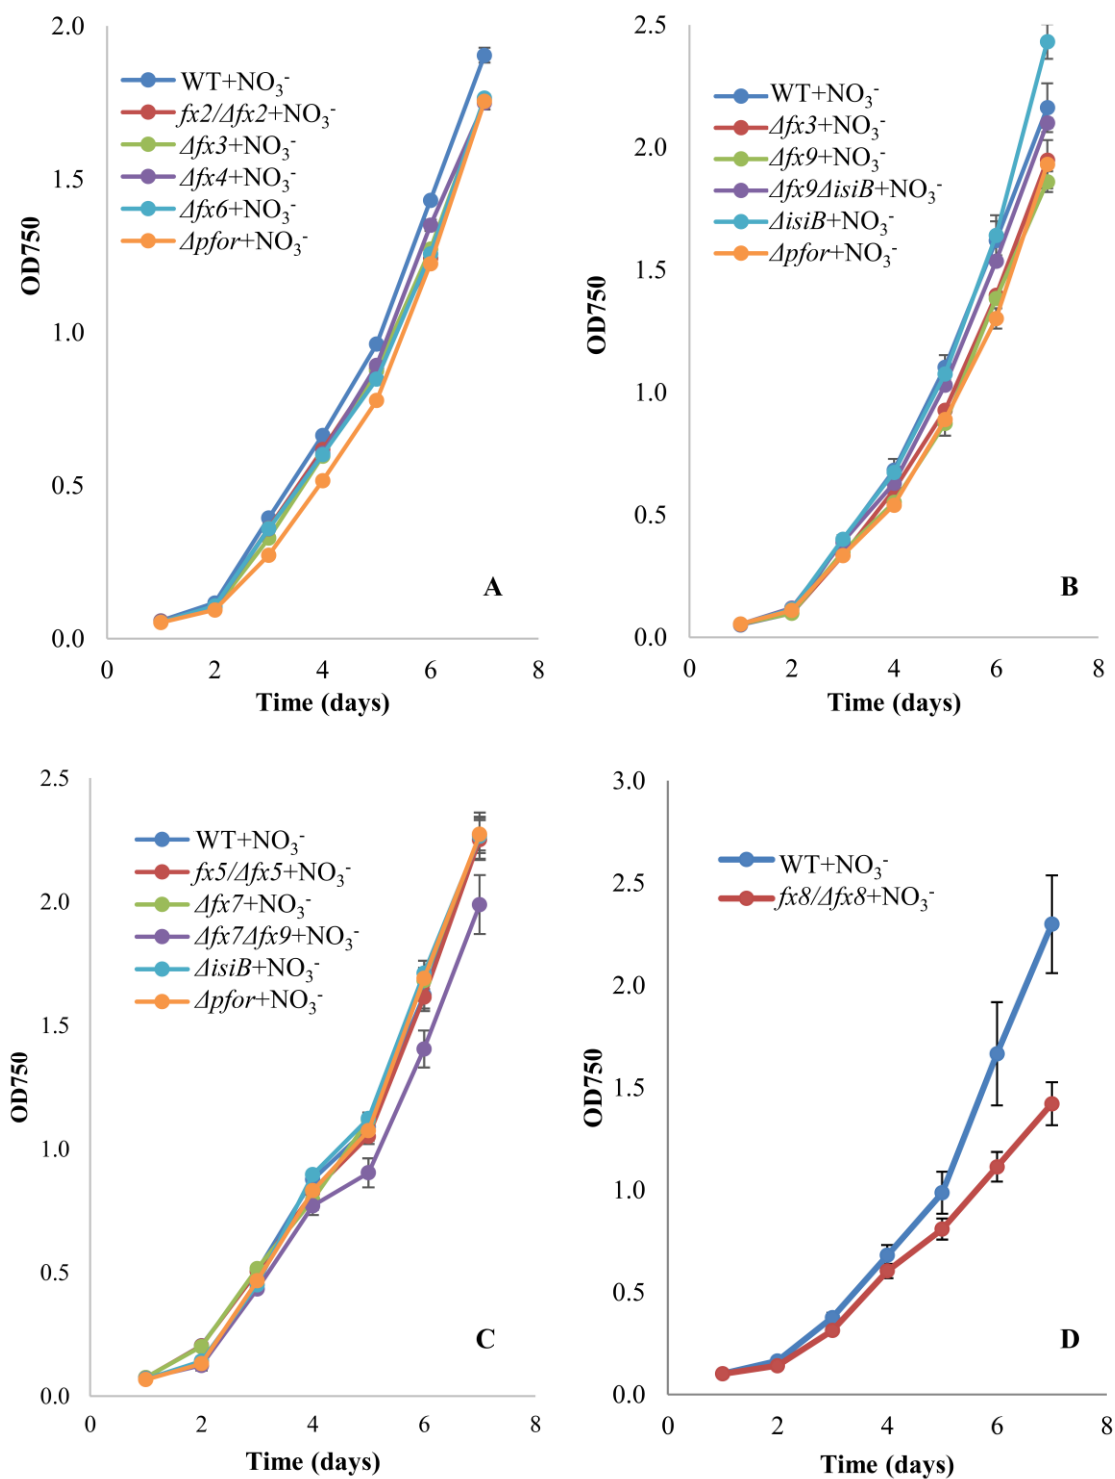 2.0
1.5
1.0
0.5
0.0
OD750
WT+NO₃⁻
fx2/Δfx2+NO₃⁻
Δfx3+NO₃⁻
Δfx4+NO₃⁻
Δfx6+NO₃⁻
Δpfor+NO₃⁻
A
0 2 4 6 8
Time (days)
2.5
2.0
1.5
1.0
0.5
0.0
OD750
WT+NO₃⁻
Δfx3+NO₃⁻
Δfx9+NO₃⁻
Δfx9ΔisiB+NO₃⁻
ΔisiB+NO₃⁻
Δpfor+NO₃⁻
B
0 2 4 6 8
Time (days)
2.5
2.0
1.5
1.0
0.5
0.0
OD750
WT+NO₃⁻
fx5/Δfx5+NO₃⁻
Δfx7+NO₃⁻
Δfx7Δfx9+NO₃⁻
ΔisiB+NO₃⁻
Δpfor+NO₃⁻
C
0 2 4 6 8
Time (days)
3.0
2.5
2.0
1.5
1.0
0.5
0.0
OD750
WT+NO₃⁻
fx8/Δfx8+NO₃⁻
D
0 2 4 6 8
Time (days)